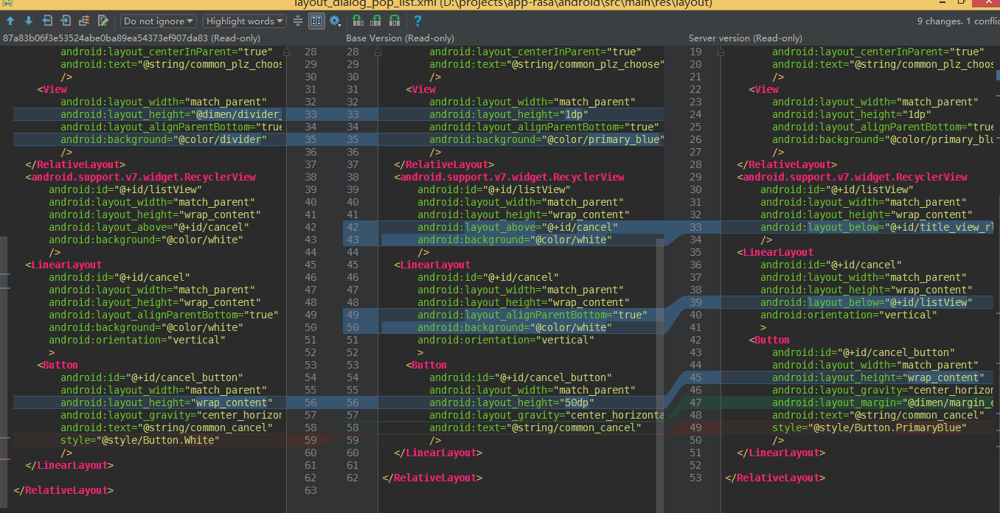 layout_dialog_pop_list.xml (D:\projects\app-rasa\android\src\main\res\layout)
Do not ignore
Highlight words
?
9 changes. 1 conflic
87a83b06f3e53524abe0ba89ea54373ef907da83 (Read-only)
android:layout_centerInParent="true" 28
android:text="@string/common_plz_choos 29
/> 30
<View 31
android:layout_width="match_parent" 32
android:layout_height="@dimen/divider_ 33
android:layout_alignParentBottom="true 34
android:background="@color/divider" 35
/> 36
</RelativeLayout> 37
<android.support.v7.widget.RecyclerView 38
android:id="@+id/listView" 39
android:layout_width="match_parent" 40
android:layout_height="wrap_content" 41
android:layout_above="@+id/cancel" 42
android:background="@color/white" 43
/> 44
<LinearLayout 45
android:id="@+id/cancel" 46
android:layout_width="match_parent" 47
android:layout_height="wrap_content" 48
android:layout_alignParentBottom="true" 49
android:background="@color/white" 50
android:orientation="vertical" 51
> 52
<Button 53
android:id="@+id/cancel_button" 54
android:layout_width="match_parent" 55
android:layout_height="wrap_content" 56
android:layout_gravity="center_horizon 57
android:text="@string/common_cancel" 58
style="@style/Button.White" 59
/> 60
</LinearLayout> 61
62
</RelativeLayout> 63
Base Version (Read-only)
28 android:layout_centerInParent="true"
29 android:text="@string/common_plz_choose"
30 />
31 <View
32 android:layout_width="match_parent"
33 android:layout_height="1dp"
34 android:layout_alignParentBottom="true"
35 android:background="@color/primary_blue"
36 />
37 </RelativeLayout>
38 <android.support.v7.widget.RecyclerView
39 android:id="@+id/listView"
40 android:layout_width="match_parent"
41 android:layout_height="wrap_content"
42 android:layout_above="@+id/cancel"
43 android:background="@color/white"
44 />
45 <LinearLayout
46 android:id="@+id/cancel"
47 android:layout_width="match_parent"
48 android:layout_height="wrap_content"
49 android:layout_alignParentBottom="true"
50 android:background="@color/white"
51 android:orientation="vertical"
52 >
53 <Button
54 android:id="@+id/cancel_button"
55 android:layout_width="match_parent"
56 android:layout_height="50dp"
57 android:layout_gravity="center_horizonta
58 android:text="@string/common_cancel"
59 />
60 </LinearLayout>
61
62 </RelativeLayout>
Server version (Read-only)
19 android:layout_centerInParent="true"
20 android:text="@string/common_plz_choos
21 />
22 <View
23 android:layout_width="match_parent"
24 android:layout_height="1dp"
25 android:layout_alignParentBottom="true
26 android:background="@color/primary_blu
27 />
28 </RelativeLayout>
29 <android.support.v7.widget.RecyclerView
30 android:id="@+id/listView"
31 android:layout_width="match_parent"
32 android:layout_height="wrap_content"
33 android:layout_below="@+id/title_view_rl
34 />
35 <LinearLayout
36 android:id="@+id/cancel"
37 android:layout_width="match_parent"
38 android:layout_height="wrap_content"
39 android:layout_below="@+id/listView"
40 android:orientation="vertical"
41 >
42 <Button
43 android:id="@+id/cancel_button"
44 android:layout_width="match_parent"
45 android:layout_height="wrap_content"
46 android:layout_gravity="center_horizon
47 android:layout_margin="@dimen/margin_e
48 android:text="@string/common_cancel"
49 style="@style/Button.PrimaryBlue"
50 />
51 </LinearLayout>
52
53 </RelativeLayout>